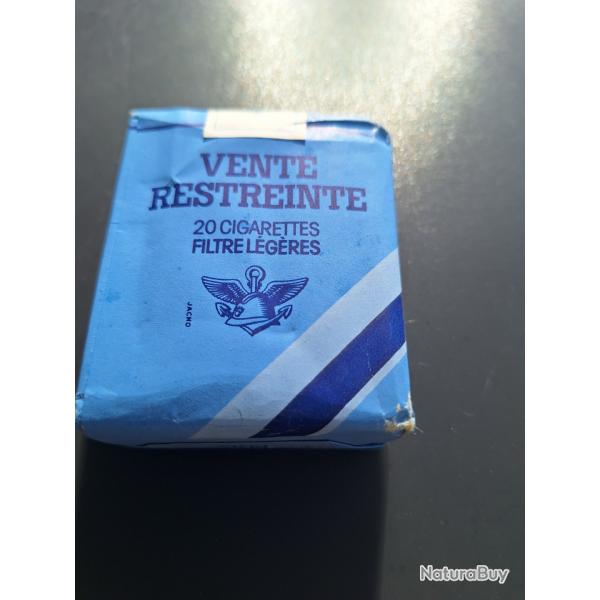 VENTE
RESTREINTE
20 CIGARETTES
FILTRE LÉGÈRES
JACNO
NaturaBuy